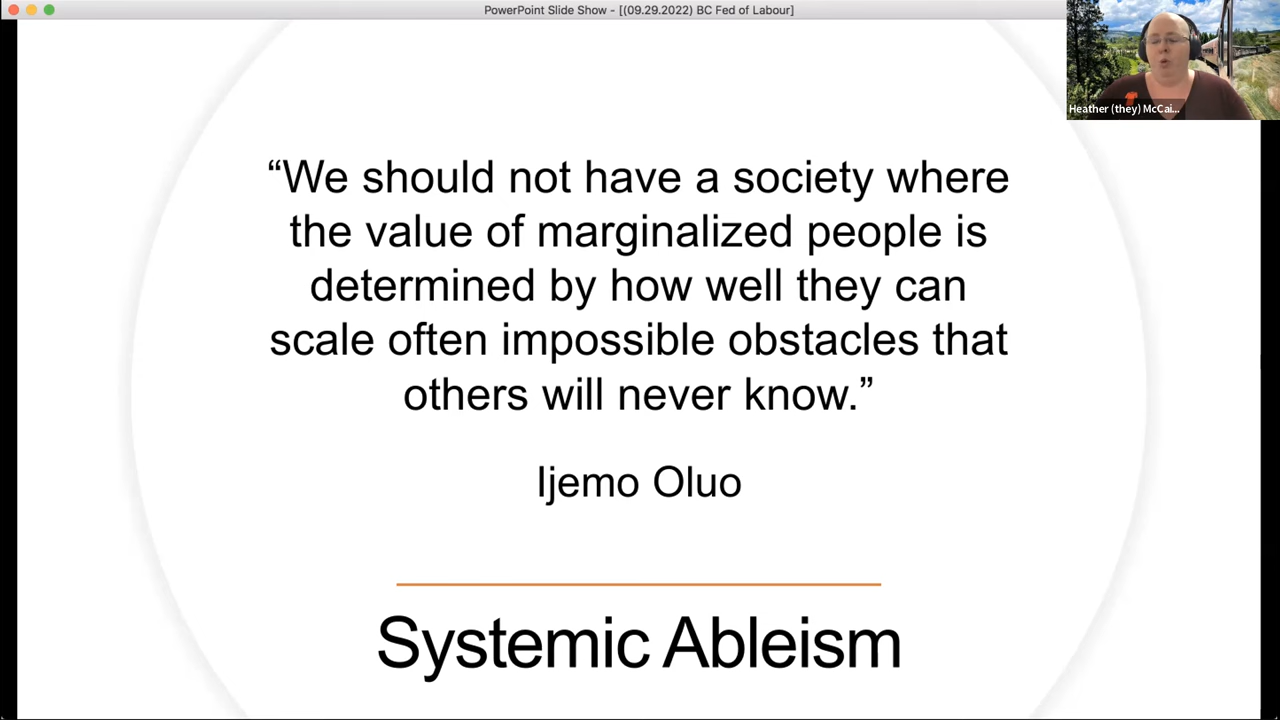 PowerPoint Slide Show - [(09.29.2022) BC Fed of Labour]
Heather (they) McCai...
“We should not have a society where
the value of marginalized people is
determined by how well they can
scale often impossible obstacles that
others will never know.”
Ijemo Oluo
Systemic Ableism